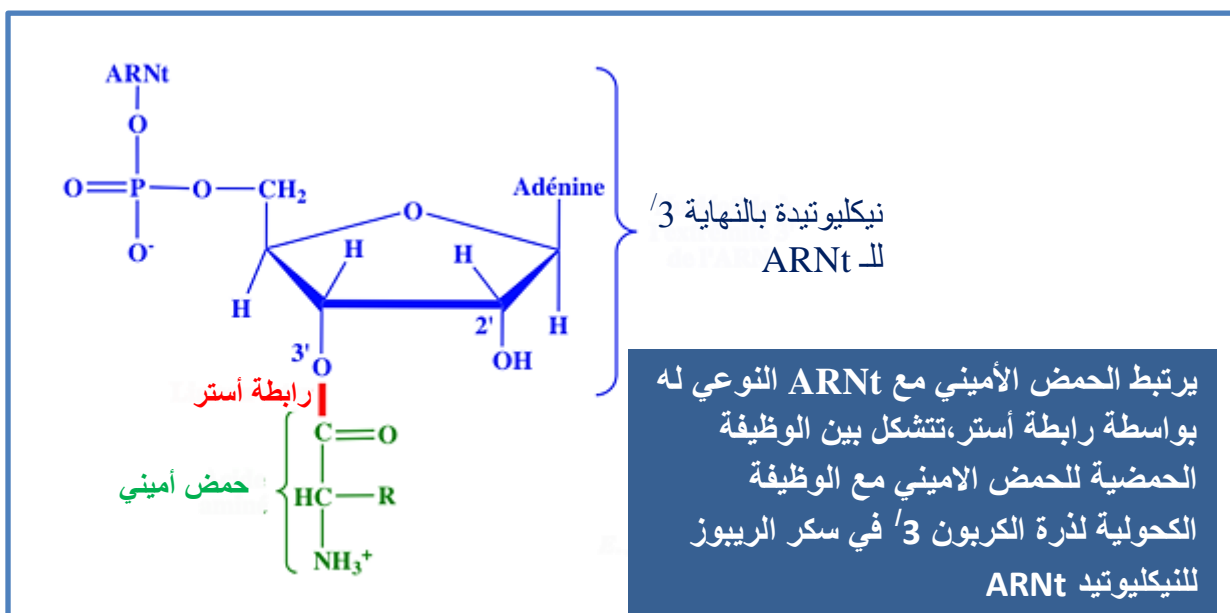 ARNt
O
O=P—O—CH₂
O⁻
O
Adénine
H
H
H
H
3'
2'
O
OH
نيكليوتيدة بالنهاية 3/
للـ ARNt
رابطة أستر
C=O
حمض أميني
HC—R
NH₃⁺
يرتبط الحمض الأميني مع ARNt النوعي له
بواسطة رابطة أستر،تتشكل بين الوظيفة
الحمضية للحمض الاميني مع الوظيفة
الكحولية لذرة الكربون 3/ في سكر الريبوز
للنيكليوتيد ARNt